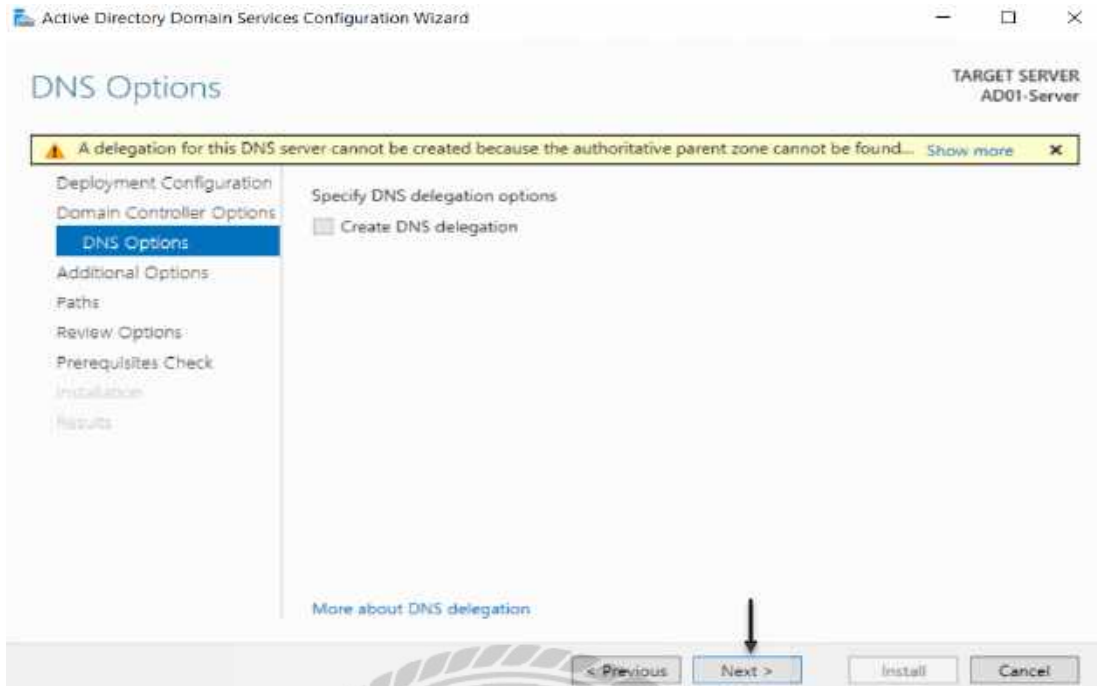 Active Directory Domain Services Configuration Wizard
DNS Options
TARGET SERVER
AD01-Server
A delegation for this DNS server cannot be created because the authoritative parent zone cannot be found... Show more
Deployment Configuration
Domain Controller Options
DNS Options
Additional Options
Paths
Review Options
Prerequisites Check
Installation
Results
Specify DNS delegation options
Create DNS delegation
More about DNS delegation
< Previous
Next >
Install
Cancel